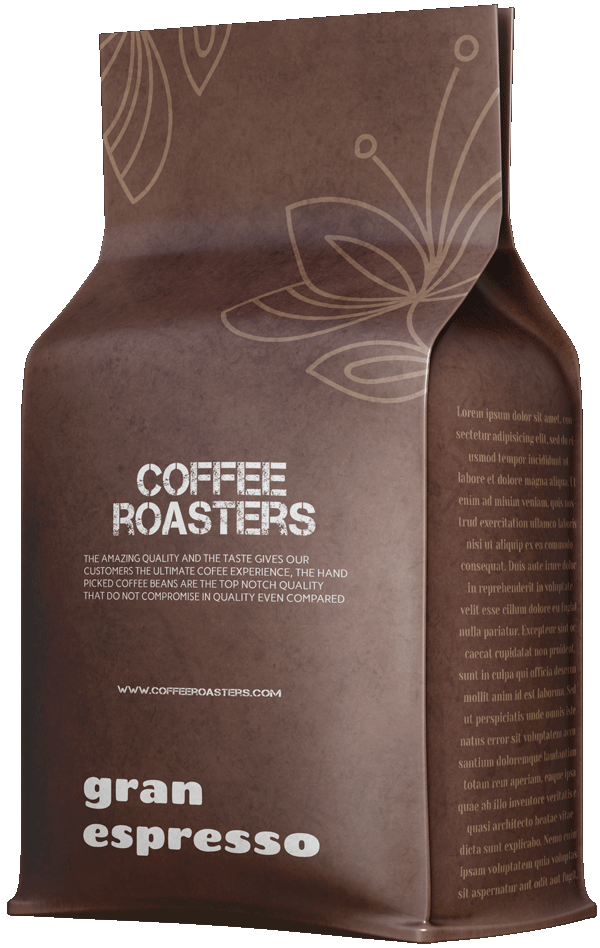 COFFEE
ROASTERS
THE AMAZING QUALITY AND THE TASTE GIVES OUR
CUSTOMERS THE ULTIMATE COFEE EXPERIENCE, THE HAND
PICKED COFFEE BEANS ARE THE TOP NOTCH QUALITY
THAT DO NOT COMPROMISE IN QUALITY EVEN COMPARED
WWW.COFFEEROASTERS.COM
gran
espresso
Lorem ipsum dolor sit amet, con
sectetur adipisicing elit, sed do ei
usmod tempor incididunt ut
labore et dolore magna aliqua. Ut
enim ad minim veniam, quis nos
trud exercitation ullamco laboris
nisi ut aliquip ex ea commodo
consequat. Duis aute irure dolor
in reprehenderit in voluptate
velit esse cillum dolore eu fugiat
nulla pariatur. Excepteur sint oc
caecat cupidatat non proident,
sunt in culpa qui officia deserunt
mollit anim id est laborum. Sed
ut perspiciatis unde omnis iste
natus error sit voluptatem accu
santium doloremque laudantium
totam rem aperiam, eaque ipsa
quae ab illo inventore veritatis e
quasi architecto beatae vitae
dicta sunt explicabo. Nemo enim
ipsam voluptatem quia voluptas
sit aspernatur aut odit aut fugit